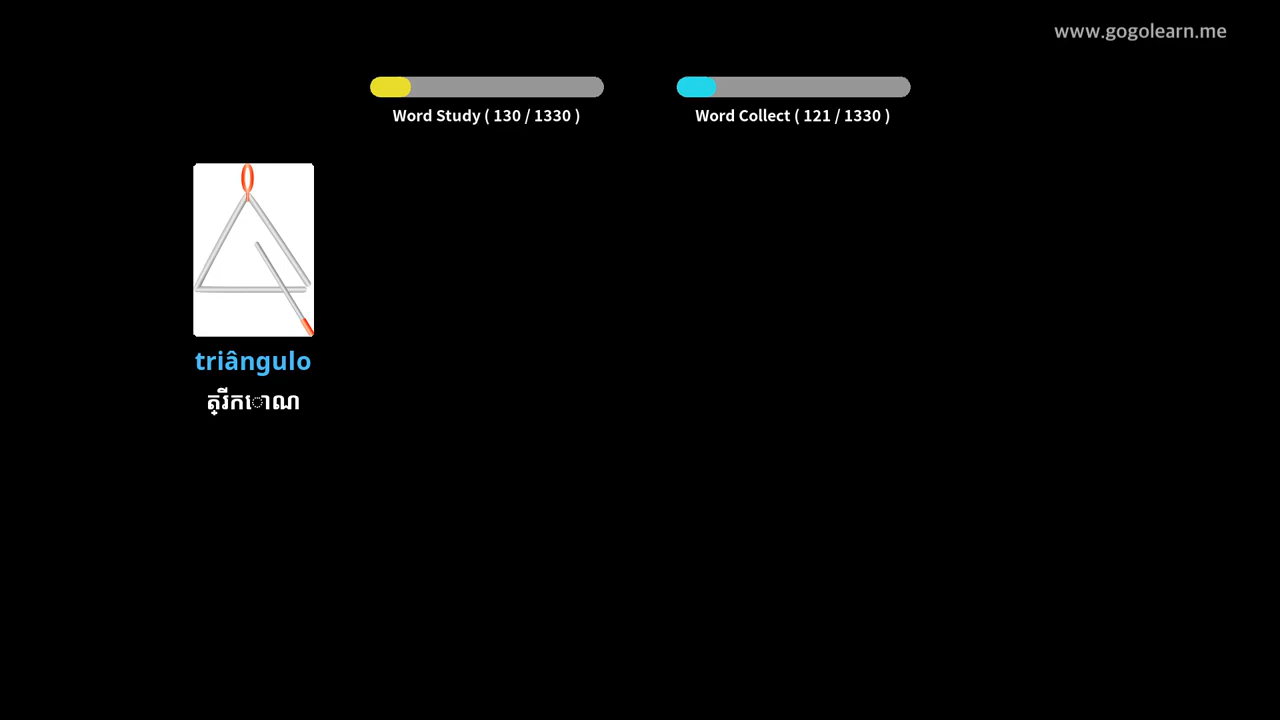 www.gogolearn.me
Word Study ( 130 / 1330 )
Word Collect ( 121 / 1330 )
triângulo
ត្រីកោណ